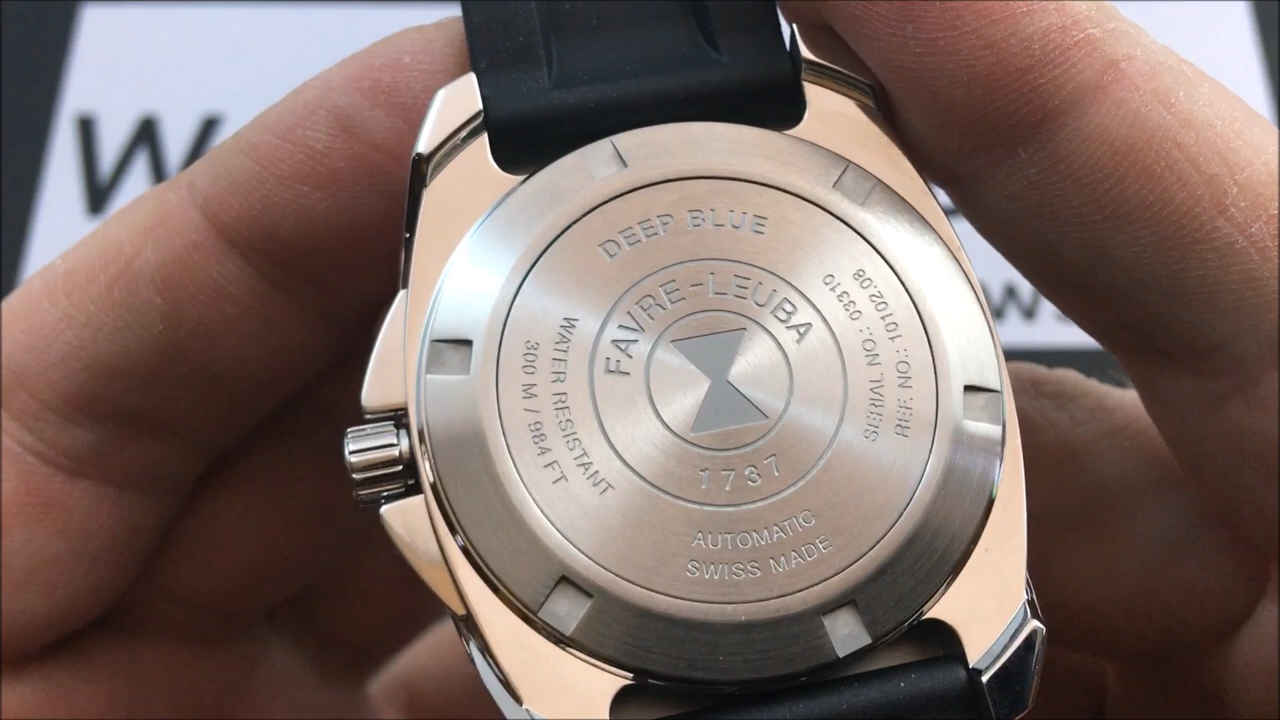 DEEP BLUE
FAVRE-LEUBA
1737
WATER RESISTANT
300 M / 984 FT
SERIAL NO.: 03310
REF. NO.: 10102.08
AUTOMATIC
SWISS MADE